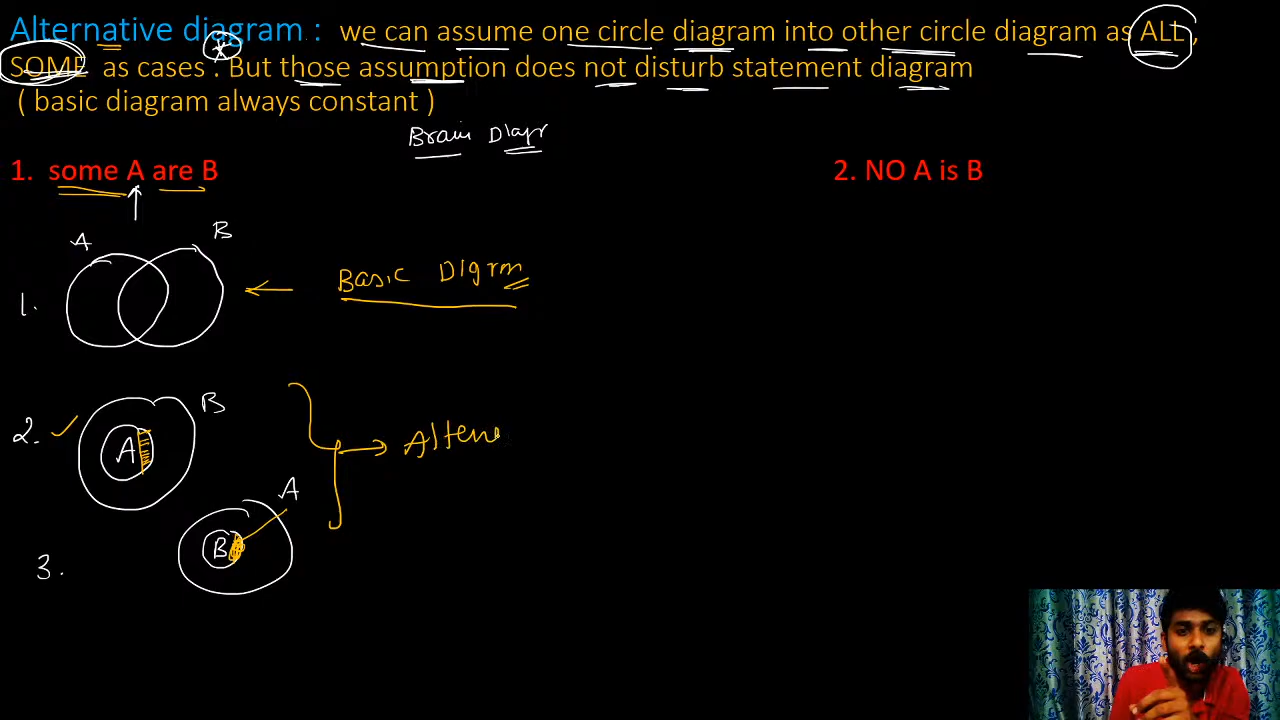 Alternative diagram : we can assume one circle diagram into other circle diagram as ALL ,
SOME as cases . But those assumption does not disturb statement diagram
( basic diagram always constant )
Brain Diagr
1. some A are B
2. NO A is B
A B
1.
Basic DIgrm
2.
A
B
Altern
3.
B
A